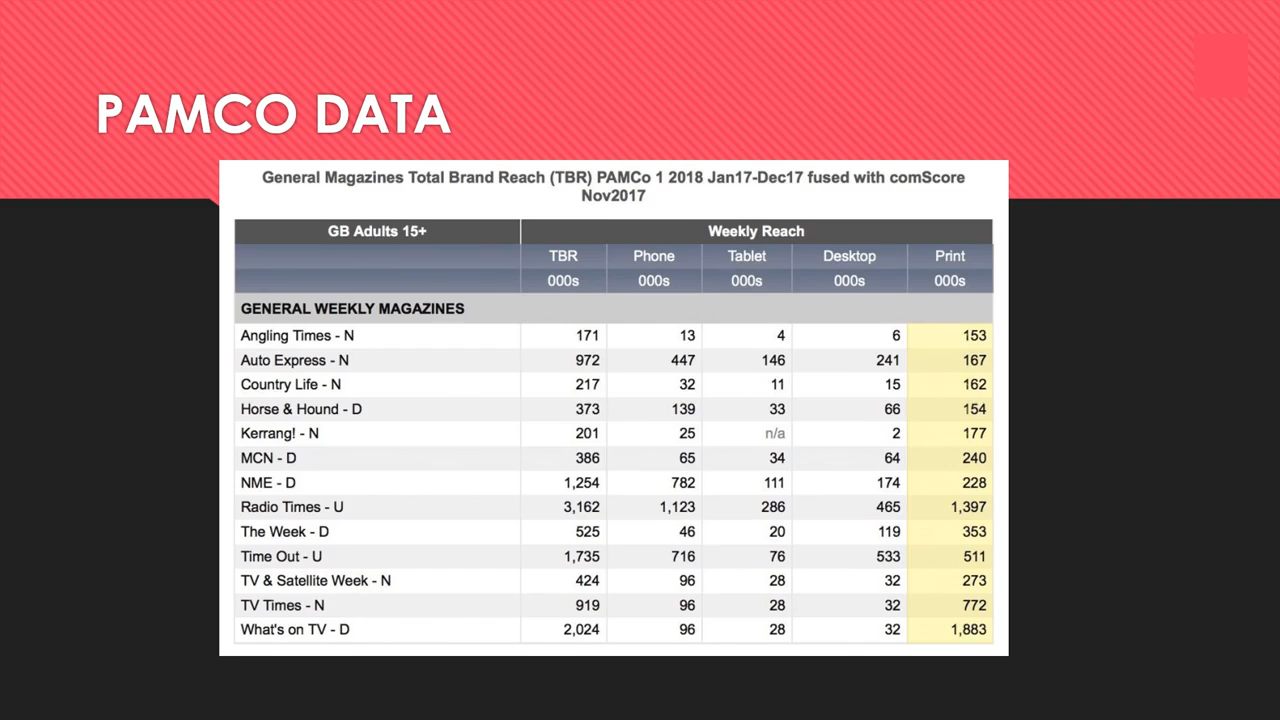 PAMCO DATA
General Magazines Total Brand Reach (TBR) PAMCo 1 2018 Jan17-Dec17 fused with comScore
Nov2017
GB Adults 15+ Weekly Reach
TBR Phone Tablet Desktop Print
000s 000s 000s 000s 000s
GENERAL WEEKLY MAGAZINES
Angling Times - N 171 13 4 6 153
Auto Express - N 972 447 146 241 167
Country Life - N 217 32 11 15 162
Horse & Hound - D 373 139 33 66 154
Kerrang! - N 201 25 n/a 2 177
MCN - D 386 65 34 64 240
NME - D 1,254 782 111 174 228
Radio Times - U 3,162 1,123 286 465 1,397
The Week - D 525 46 20 119 353
Time Out - U 1,735 716 76 533 511
TV & Satellite Week - N 424 96 28 32 273
TV Times - N 919 96 28 32 772
What's on TV - D 2,024 96 28 32 1,883